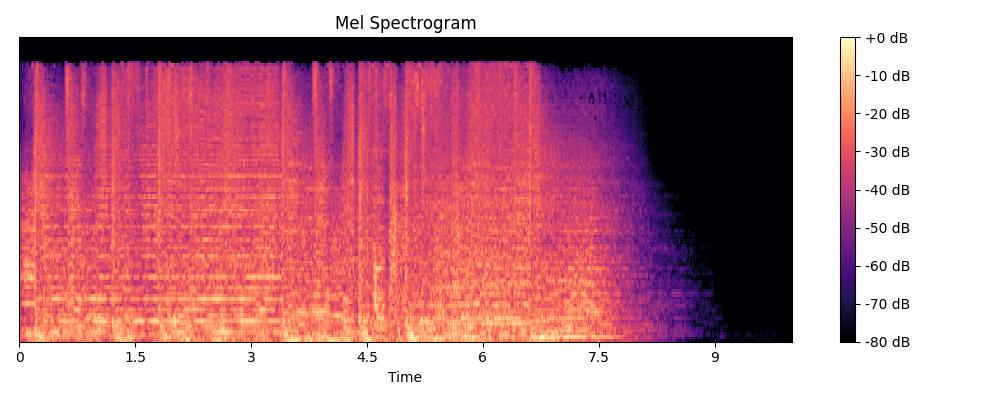 Mel Spectrogram
+0 dB
-10 dB
-20 dB
-30 dB
-40 dB
-50 dB
-60 dB
-70 dB
-80 dB
0 1.5 3 4.5 6 7.5 9
Time